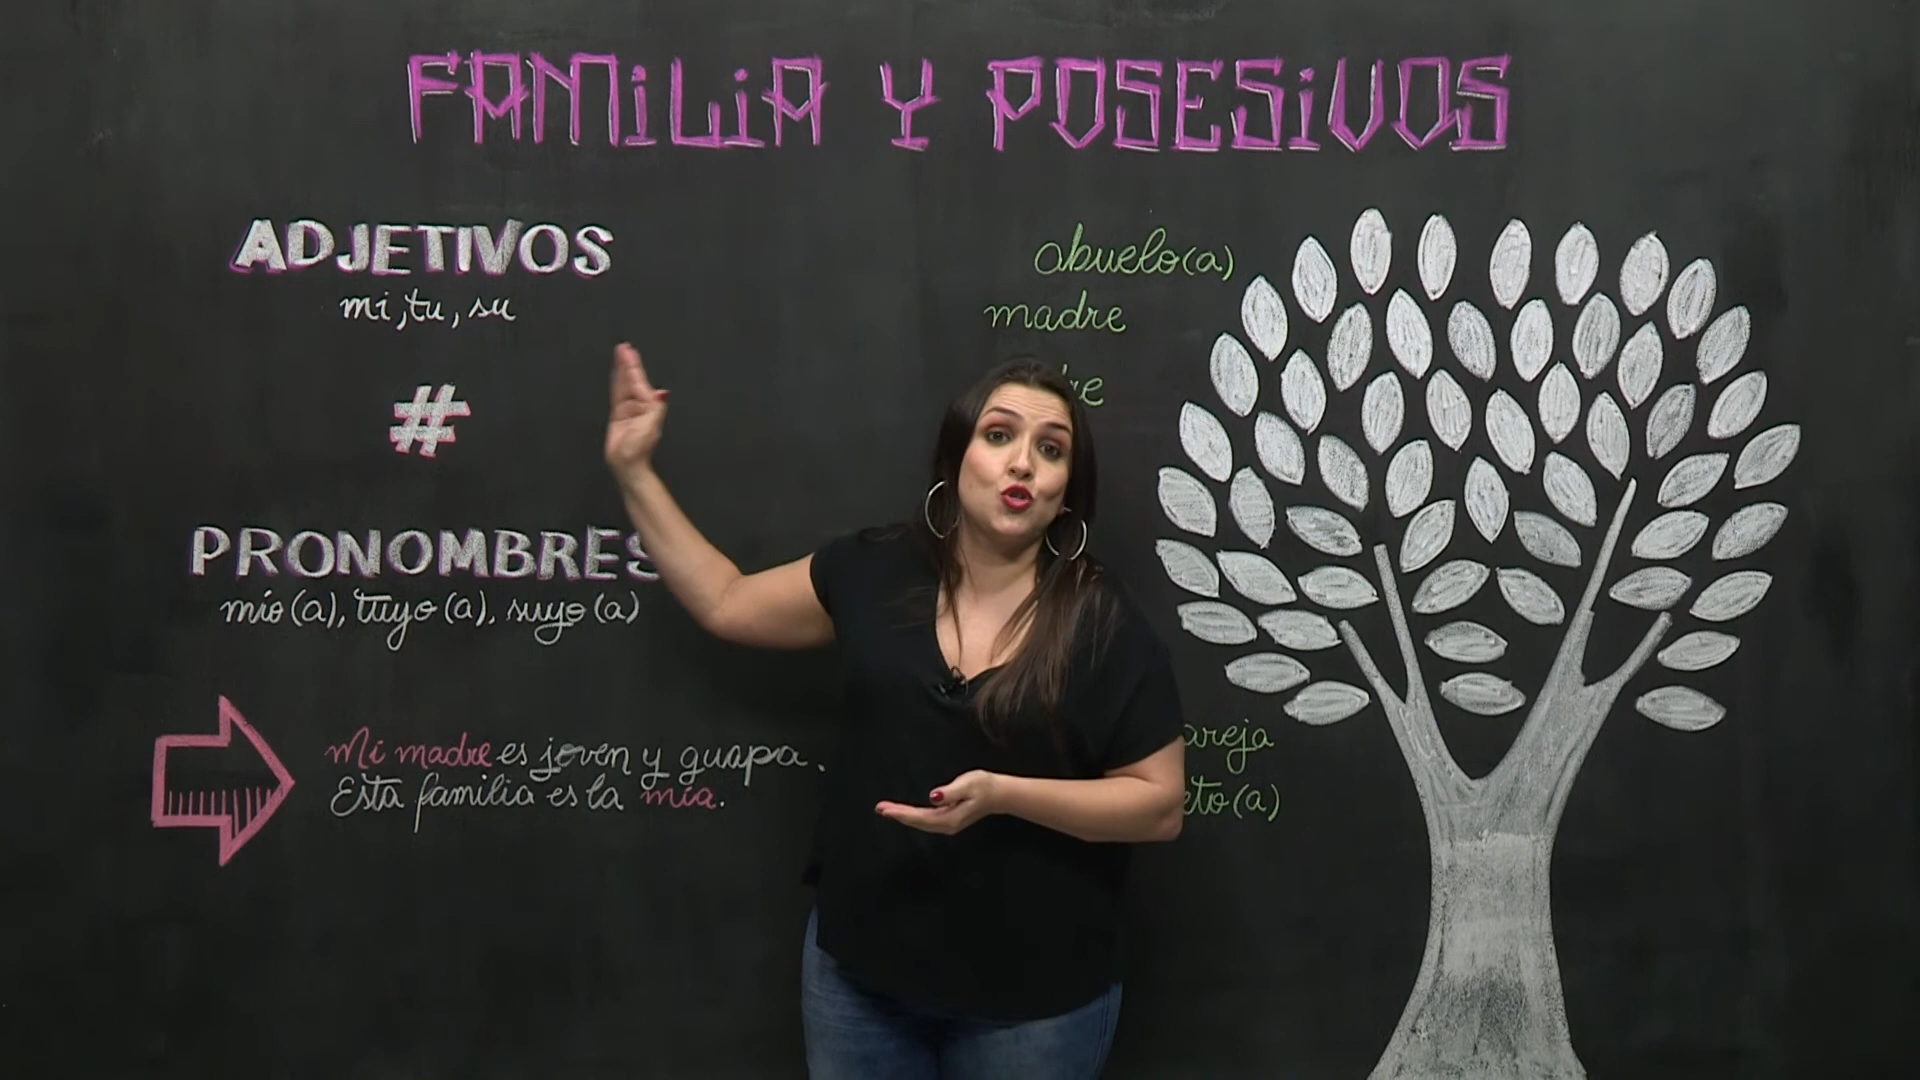 FAMILIA Y POSESIVOS
ADJETIVOS
mi, tu, su
#
PRONOMBRES
mío(a), tuyo(a), suyo(a)
Mi madre es joven y guapa.
Esta familia es la mía.
abuelo(a)
madre